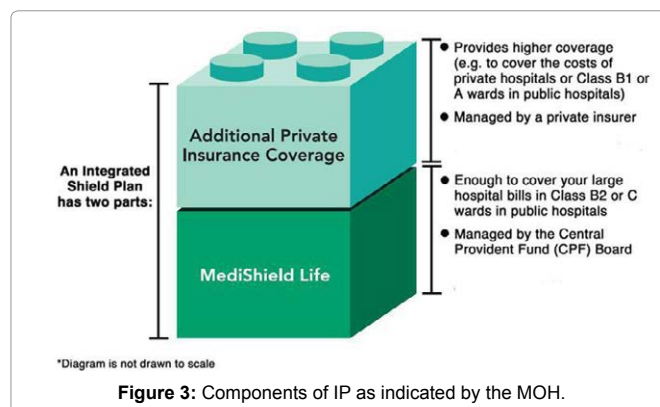 An Integrated
Shield Plan
has two parts:
Additional Private
Insurance Coverage
MediShield Life
● Provides higher coverage
(e.g. to cover the costs of
private hospitals or Class B1 or
A wards in public hospitals)
● Managed by a private insurer
● Enough to cover your large
hospital bills in Class B2 or C
wards in public hospitals
● Managed by the Central
Provident Fund (CPF) Board
*Diagram is not drawn to scale
Figure 3: Components of IP as indicated by the MOH.